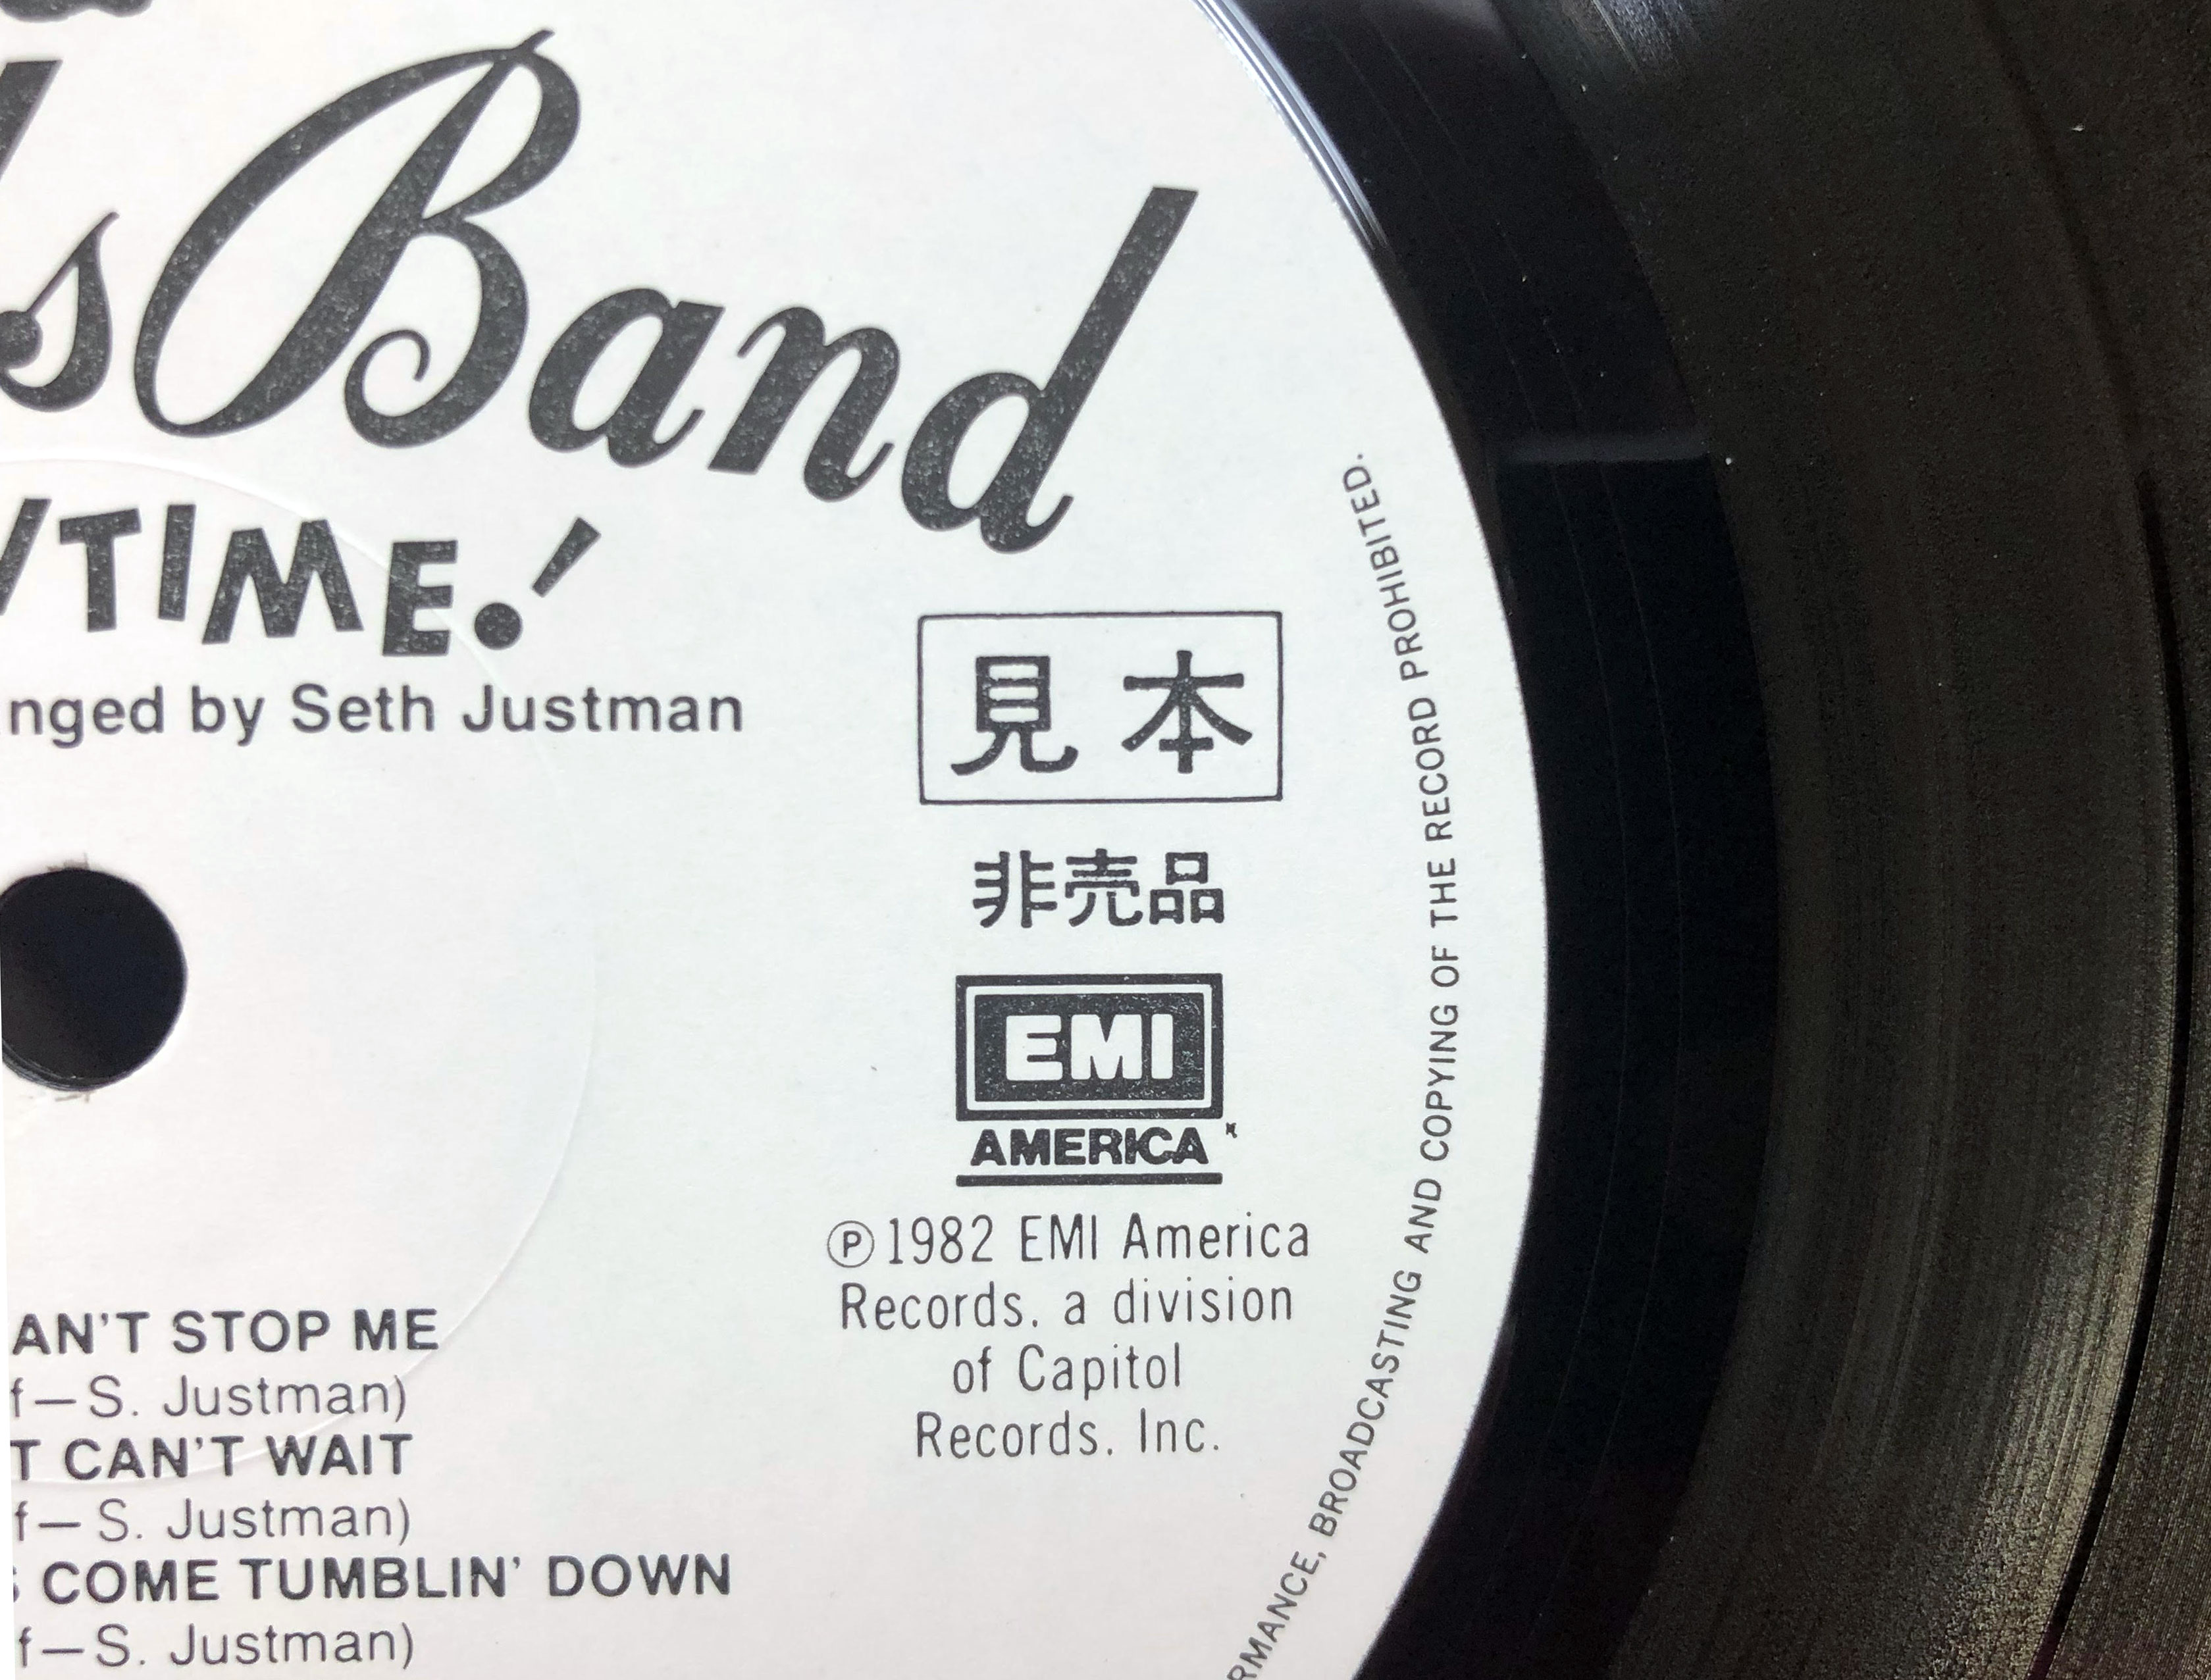 s Band
TIME!
nged by Seth Justman
見本
非売品
EMI
AMERICA
Ⓟ1982 EMI America
Records. a division
of Capitol
Records. Inc.
AN'T STOP ME
f—S. Justman)
T CAN'T WAIT
f—S. Justman)
COME TUMBLIN' DOWN
f—S. Justman)
RMANCE, BROADCASTING AND COPYING OF THE RECORD PROHIBITED.